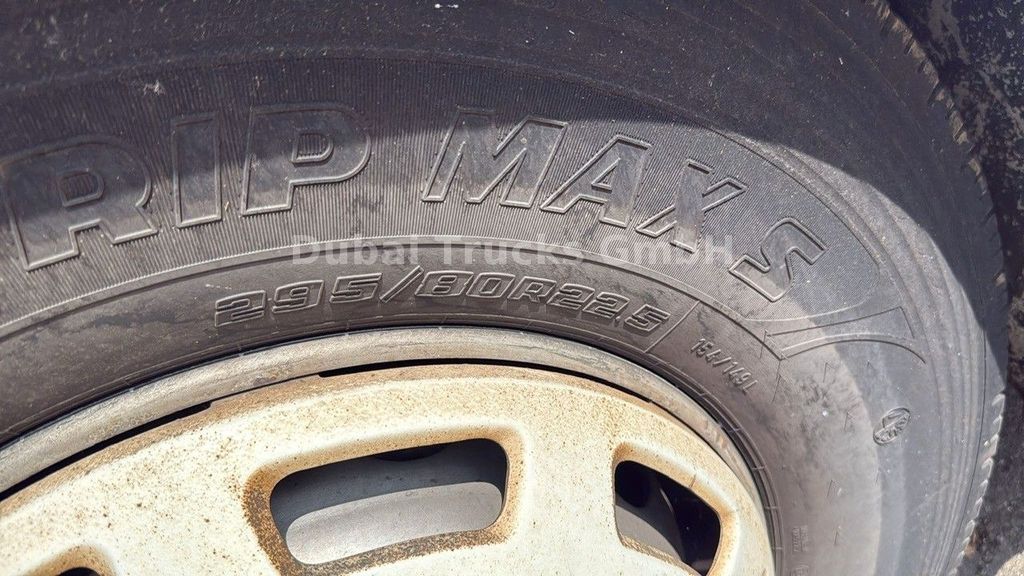 RIP MAX S
Dubai Trucks GmbH
295/80R22.5
154/149L